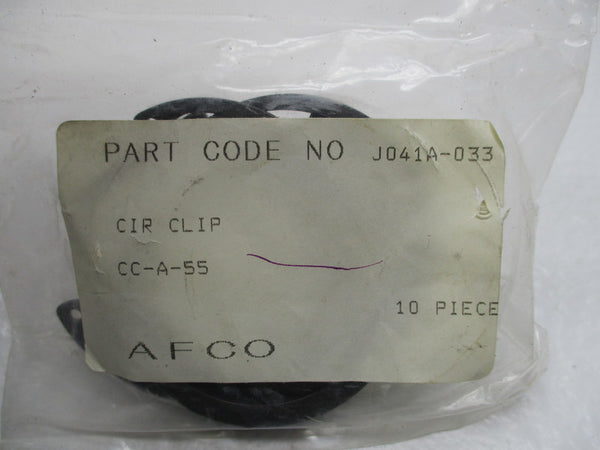 PART CODE NO J041A-033
CIR CLIP
CC-A-55
10 PIECE
AFCO